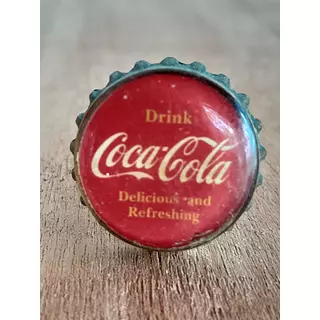 Drink
Coca-Cola
Delicious and
Refreshing